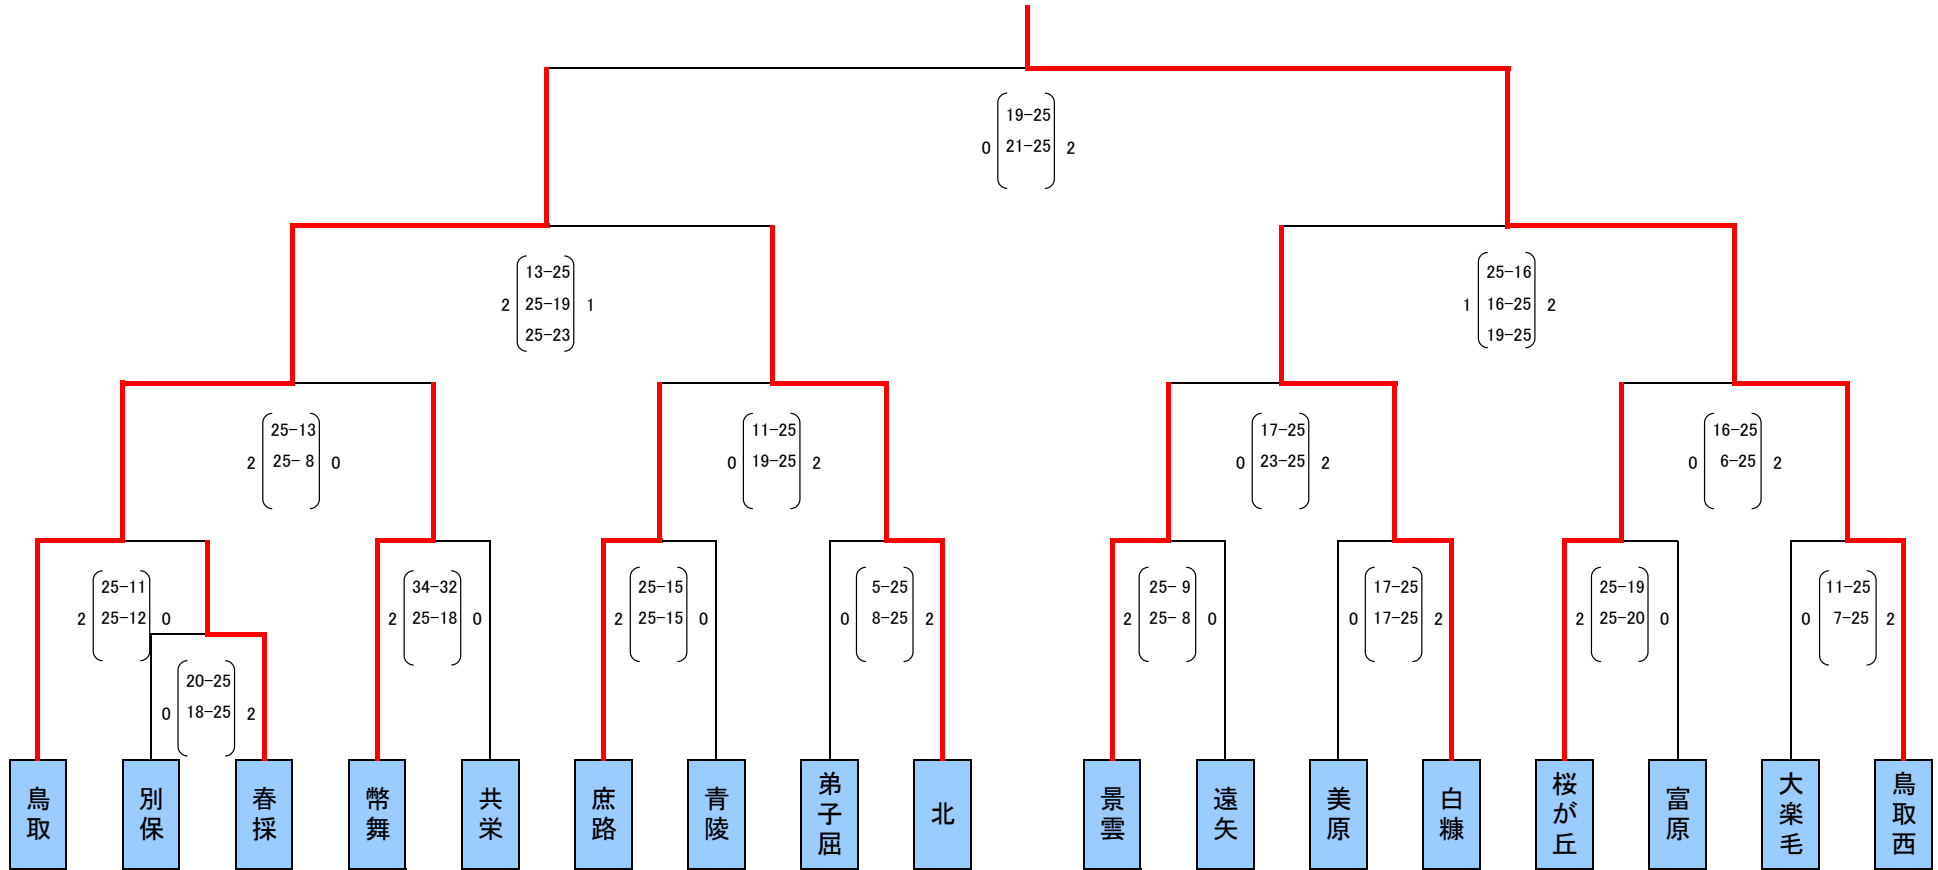 19-25
0 21-25 2
13-25
2 25-19 1
25-23
25-16
1 16-25 2
19-25
25-13
2 25- 8 0
11-25
0 19-25 2
17-25
0 23-25 2
16-25
0 6-25 2
25-11
2 25-12 0
34-32
2 25-18 0
25-15
2 25-15 0
5-25
0 8-25 2
25- 9
2 25- 8 0
17-25
0 17-25 2
25-19
2 25-20 0
11-25
0 7-25 2
20-25
0 18-25 2
鳥取
別保
春採
幣舞
共栄
庶路
青陵
弟子屈
北
景雲
遠矢
美原
白糠
桜が丘
富原
大楽毛
鳥取西